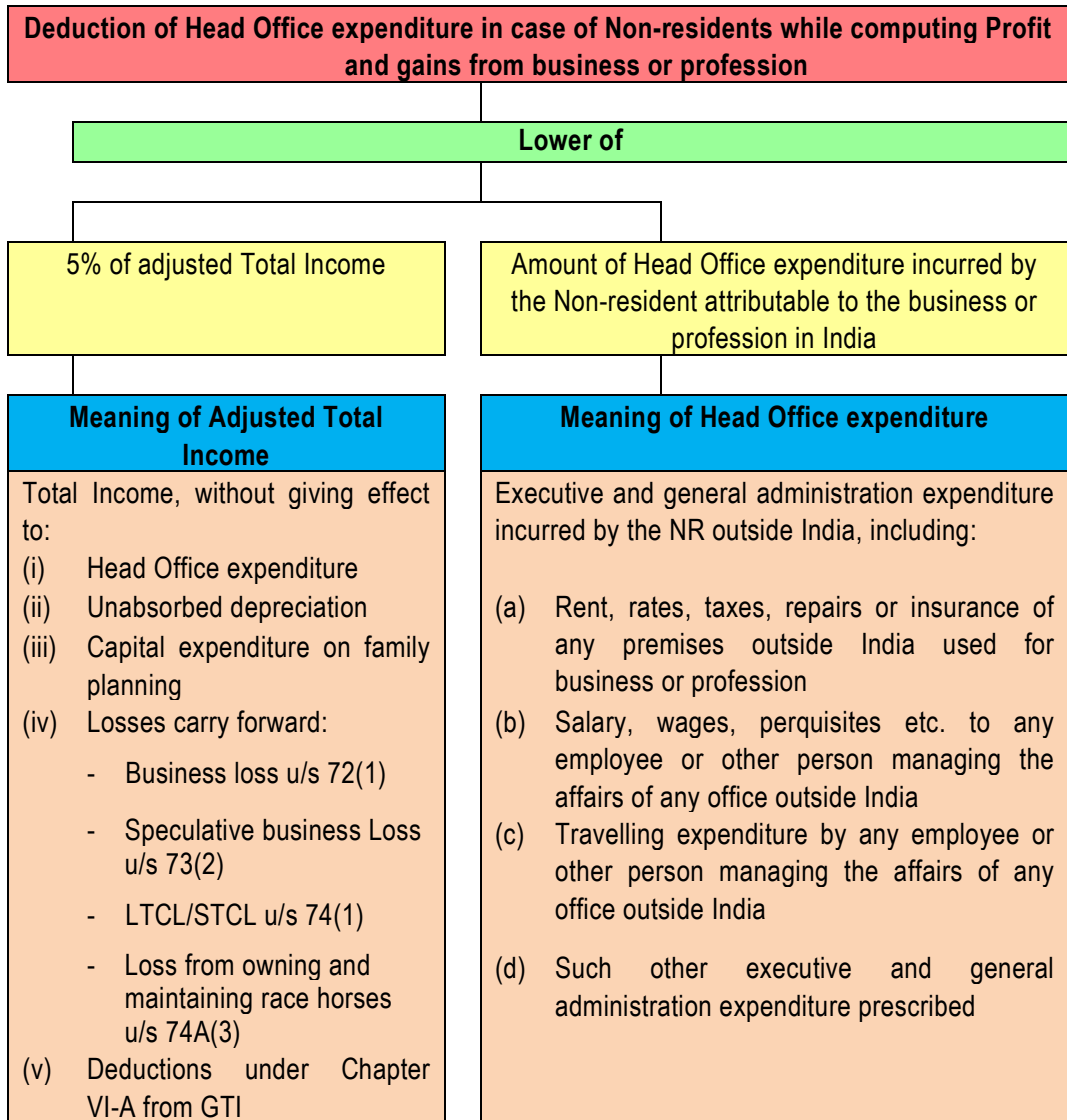 Deduction of Head Office expenditure in case of Non-residents while computing Profit
and gains from business or profession
Lower of
5% of adjusted Total Income
Amount of Head Office expenditure incurred by
the Non-resident attributable to the business or
profession in India
Meaning of Adjusted Total
Income
Total Income, without giving effect
to:
(i) Head Office expenditure
(ii) Unabsorbed depreciation
(iii) Capital expenditure on family
planning
(iv) Losses carry forward:
- Business loss u/s 72(1)
- Speculative business Loss
u/s 73(2)
- LTCL/STCL u/s 74(1)
- Loss from owning and
maintaining race horses
u/s 74A(3)
(v) Deductions under Chapter
VI-A from GTI
Meaning of Head Office expenditure
Executive and general administration expenditure
incurred by the NR outside India, including:
(a) Rent, rates, taxes, repairs or insurance of
any premises outside India used for
business or profession
(b) Salary, wages, perquisites etc. to any
employee or other person managing the
affairs of any office outside India
(c) Travelling expenditure by any employee or
other person managing the affairs of any
office outside India
(d) Such other executive and general
administration expenditure prescribed